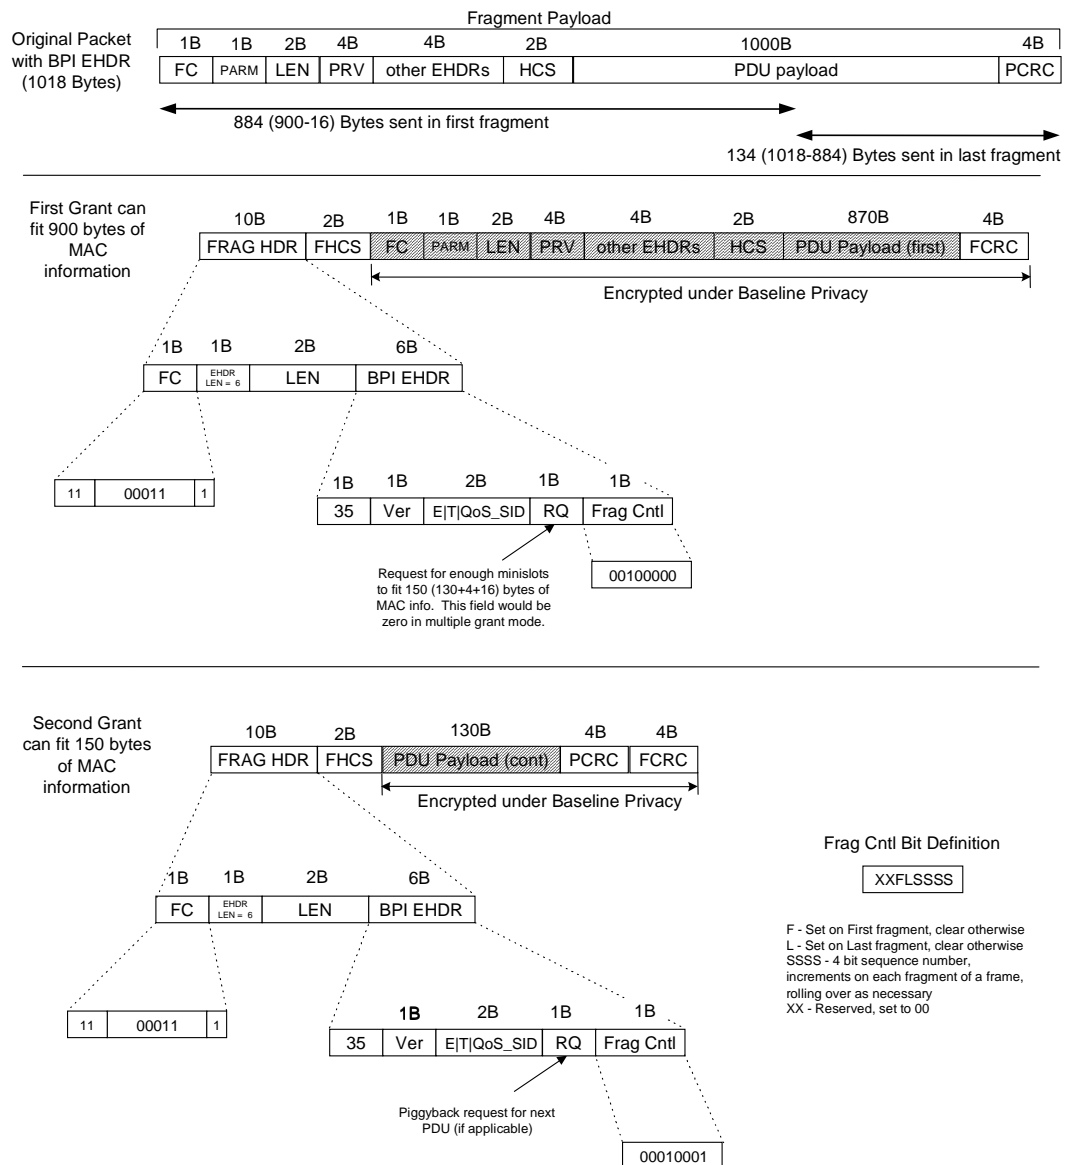 Fragment Payload
Original Packet
with BPI EHDR
(1018 Bytes)
1B 1B 2B 4B 4B 2B 1000B 4B
FC PARM LEN PRV other EHDRs HCS PDU payload PCRC
884 (900-16) Bytes sent in first fragment
134 (1018-884) Bytes sent in last fragment
First Grant can
fit 900 bytes of
MAC
information
10B 2B 1B 1B 2B 4B 4B 2B 870B 4B
FRAG HDR FHCS FC PARM LEN PRV other EHDRs HCS PDU Payload (first) FCRC
Encrypted under Baseline Privacy
1B 1B 2B 6B
FC EHDR LEN = 6 LEN BPI EHDR
11 00011 1
1B 1B 2B 1B 1B
35 Ver E|T|QoS_SID RQ Frag Cntl
00100000
Request for enough minislots
to fit 150 (130+4+16) bytes of
MAC info. This field would be
zero in multiple grant mode.
Second Grant
can fit 150 bytes
of MAC
information
10B 2B 130B 4B 4B
FRAG HDR FHCS PDU Payload (cont) PCRC FCRC
Encrypted under Baseline Privacy
1B 1B 2B 6B
FC EHDR LEN = 6 LEN BPI EHDR
11 00011 1
1B 2B 1B 1B
35 Ver E|T|QoS_SID RQ Frag Cntl
Piggyback request for next
PDU (if applicable)
00010001
Frag Cntl Bit Definition
XXFLSSSS
F - Set on First fragment, clear otherwise
L - Set on Last fragment, clear otherwise
SSSS - 4 bit sequence number,
increments on each fragment of a frame,
rolling over as necessary
XX - Reserved, set to 00